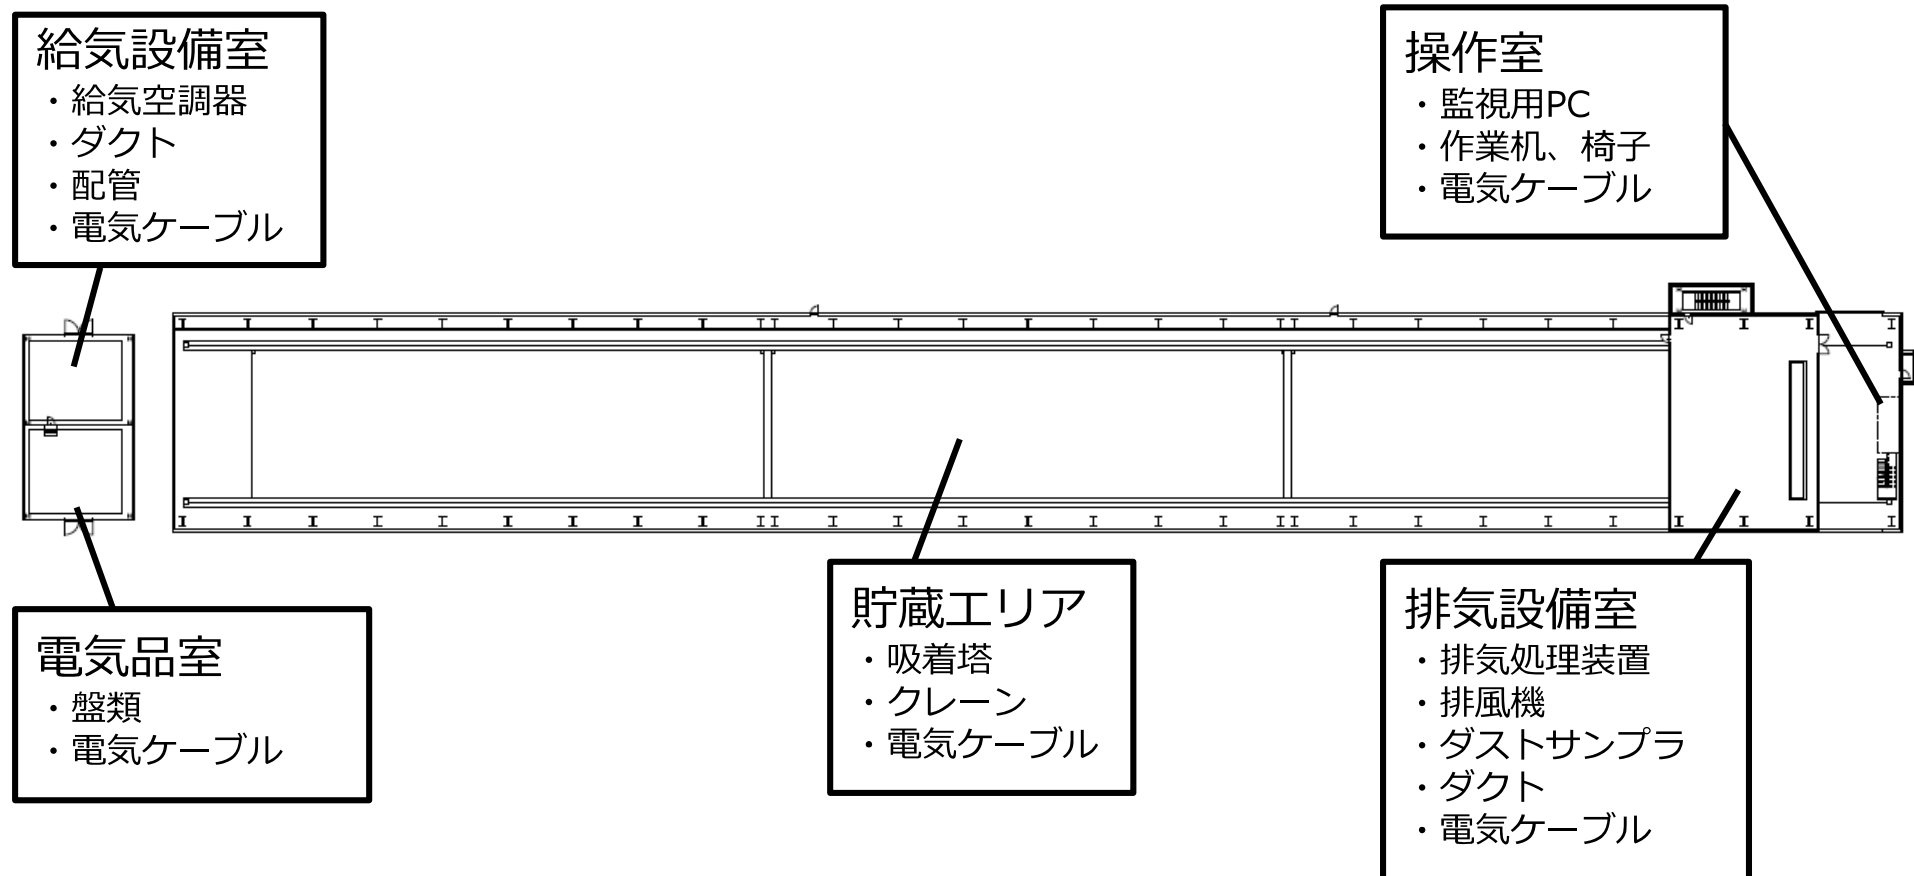 給気設備室
・給気空調器
・ダクト
・配管
・電気ケーブル
操作室
・監視用PC
・作業机、椅子
・電気ケーブル
電気品室
・盤類
・電気ケーブル
貯蔵エリア
・吸着塔
・クレーン
・電気ケーブル
排気設備室
・排気処理装置
・排風機
・ダストサンプラ
・ダクト
・電気ケーブル